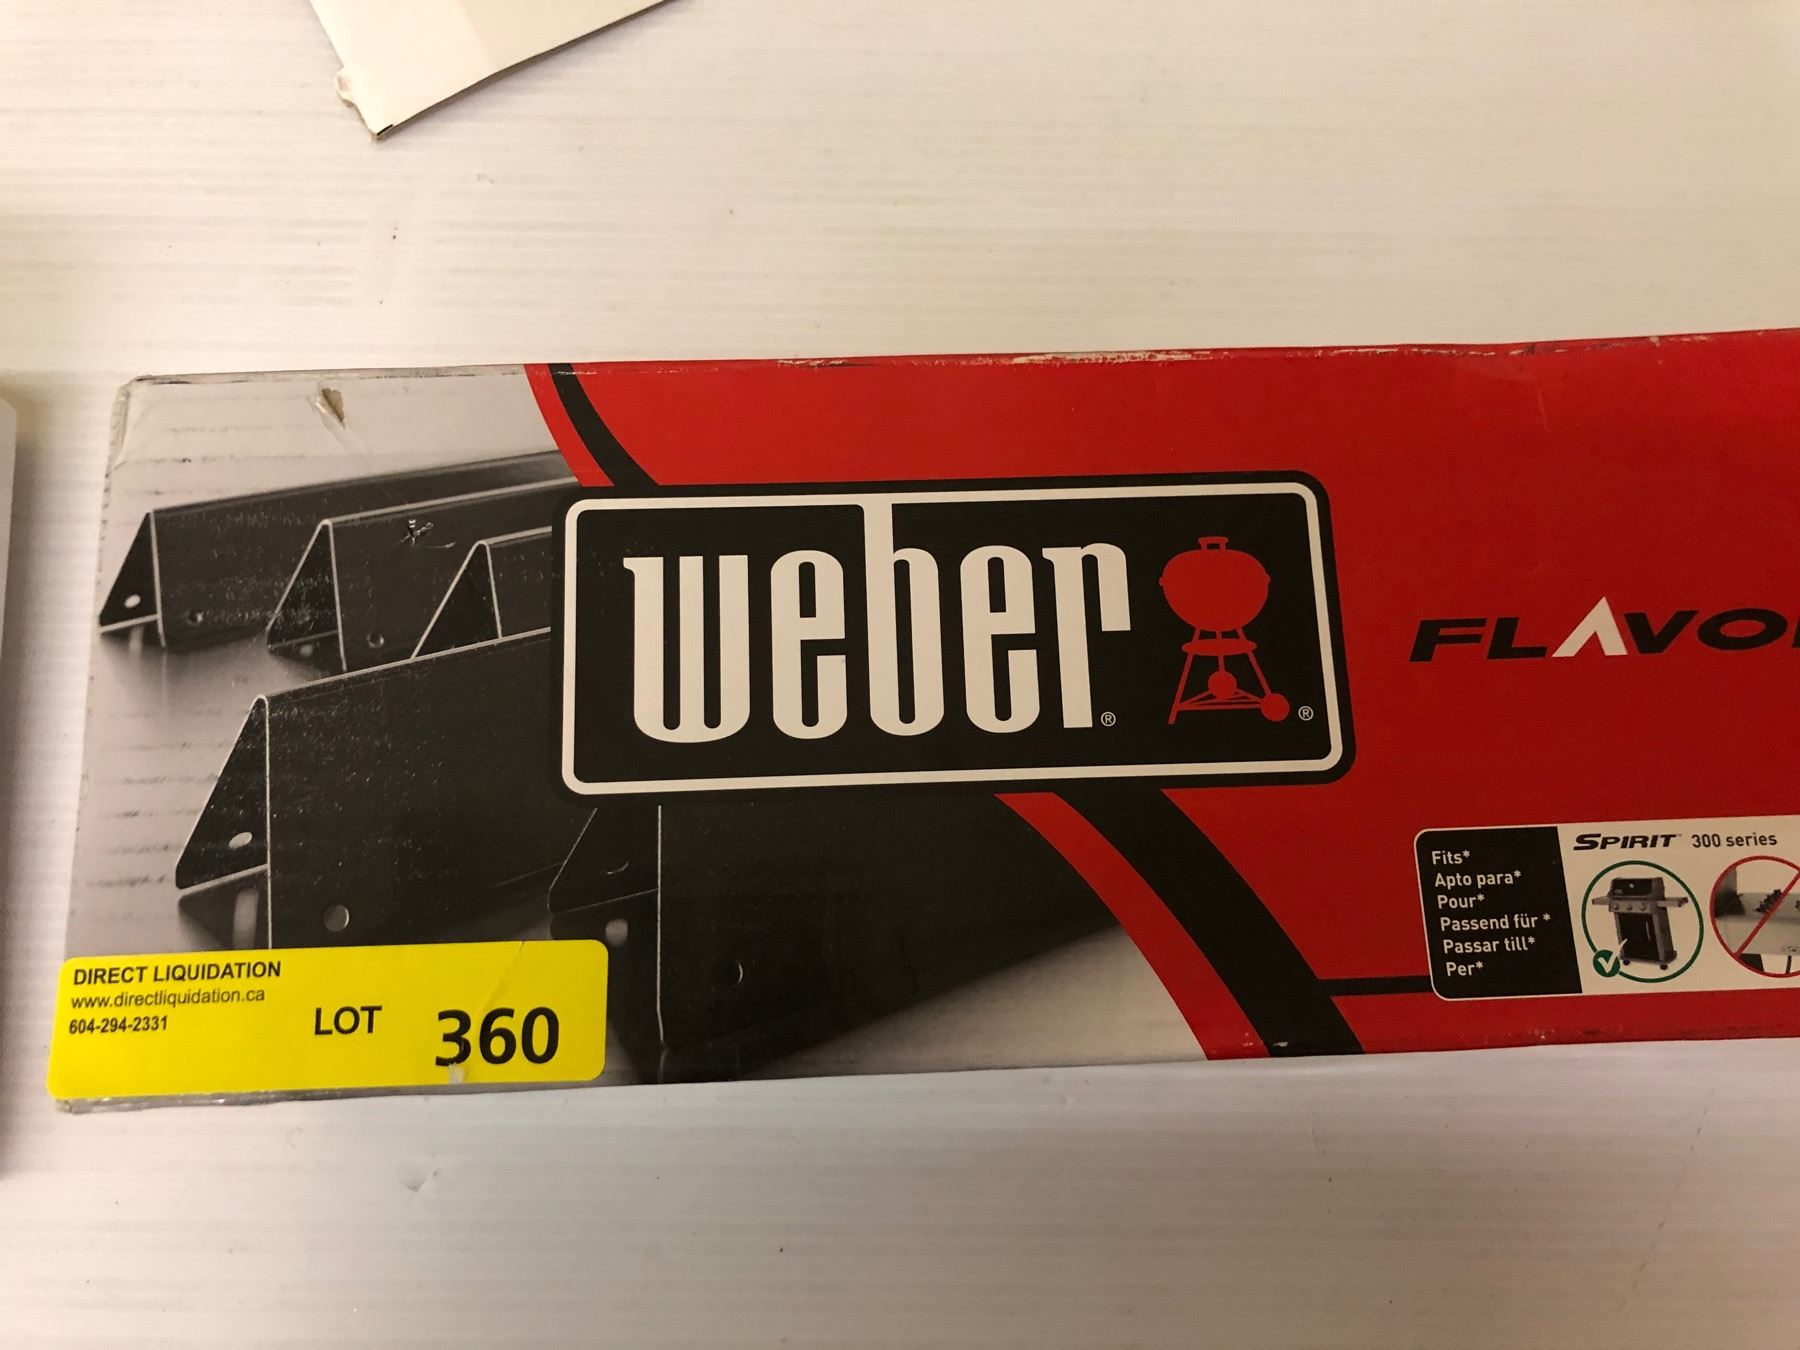 weber®
®
FLAVO
Fits*
Apto para*
Pour*
Passend für *
Passar till*
Per*
SPIRIT™ 300 series
DIRECT LIQUIDATION
www.directliquidation.ca
604-294-2331
LOT 360